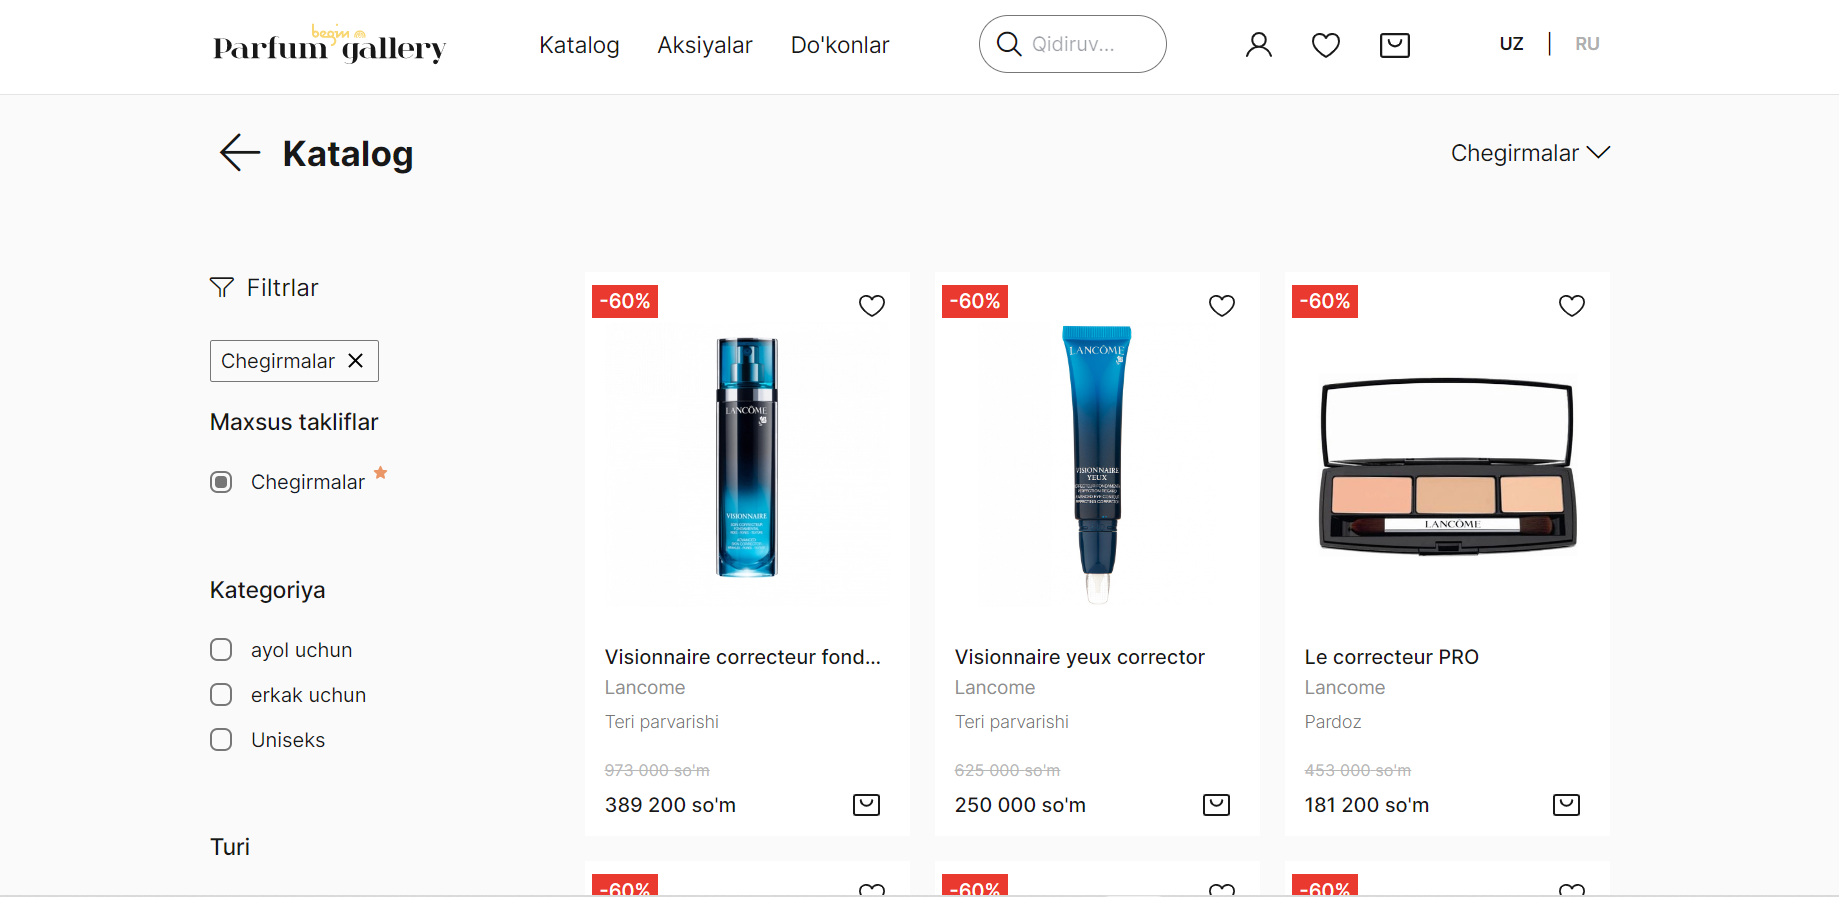 begin
Parfum gallery
Katalog Aksiyalar Do'konlar
Qidiruv...
UZ | RU
Katalog
Chegirmalar
Filtrlar
Chegirmalar
Maxsus takliflar
Chegirmalar
Kategoriya
ayol uchun
erkak uchun
Uniseks
Turi
-60%
LANCÔME
VISIONNAIRE
Visionnaire correcteur fond...
Lancome
Teri parvarishi
973 000 so'm
389 200 so'm
-60%
LANCÔME
VISIONNAIRE
YEUX
Visionnaire yeux corrector
Lancome
Teri parvarishi
625 000 so'm
250 000 so'm
-60%
LANCÔME
Le correcteur PRO
Lancome
Pardoz
453 000 so'm
181 200 so'm
-60%
-60%
-60%